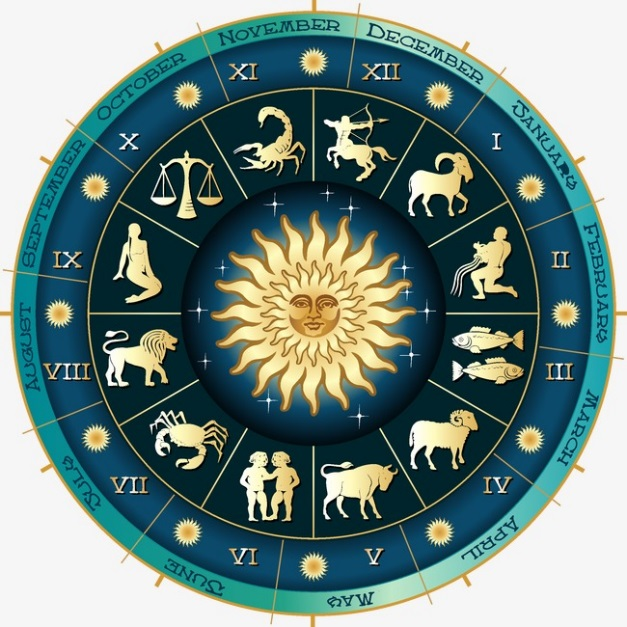 JANUARY
FEBRUARY
MARCH
APRIL
MAY
JUNE
JULY
AUGUST
SEPTEMBER
OCTOBER
NOVEMBER
DECEMBER
I
II
III
IV
V
VI
VII
VIII
IX
X
XI
XII